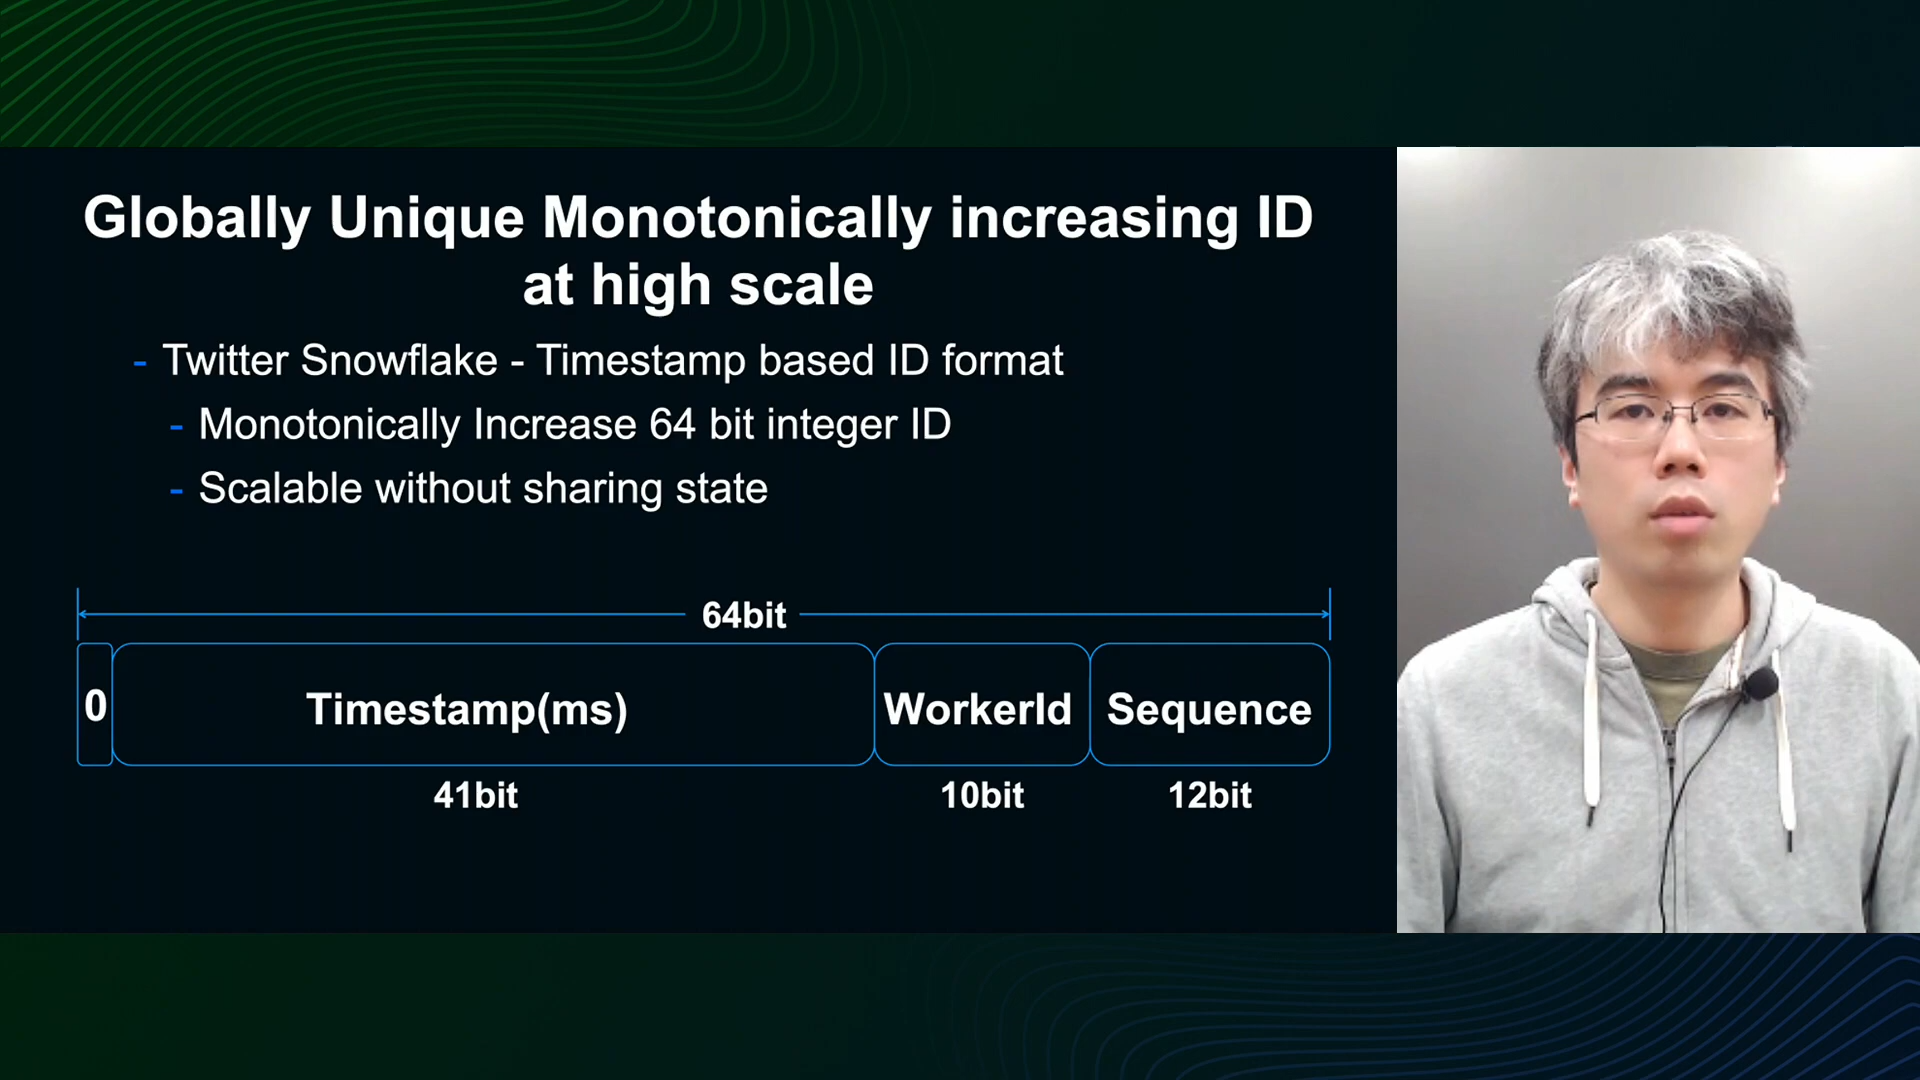 Globally Unique Monotonically increasing ID
at high scale
- Twitter Snowflake - Timestamp based ID format
- Monotonically Increase 64 bit integer ID
- Scalable without sharing state
64bit
0 Timestamp(ms) WorkerId Sequence
41bit 10bit 12bit